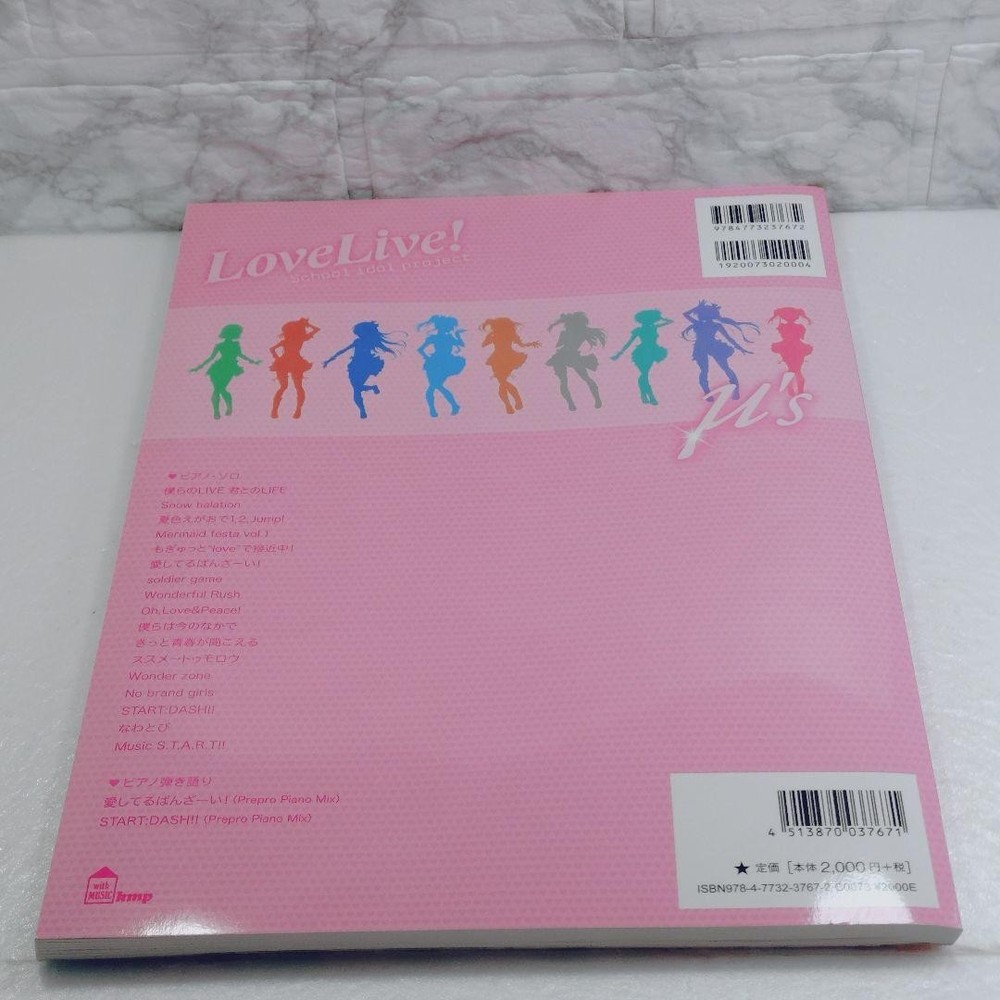 LoveLive!
School idol project
9784773237672
1920073020004
μ's
♥ピアノ・ソロ
僕らのLIVE 君とのLIFE
Snow halation
夏色えがおで1,2,Jump!
Mermaid festa vol.1
もぎゅっと"love"で接近中!
愛してるばんざーい!
soldier game
Wonderful Rush
Oh,Love&Peace!
僕らは今のなかで
きっと青春が聞こえる
ススメ→トゥモロウ
Wonder zone
No brand girls
START:DASH!!
なわとび
Music S.T.A.R.T!!
♥ピアノ弾き語り
愛してるばんざーい! (Prepro Piano Mix)
START:DASH!! (Prepro Piano Mix)
with MUSIC kmp
4 513870 037671
★ 定価 [本体 2,000円+税]
ISBN978-4-7732-3767-2 C0073 ¥2000E